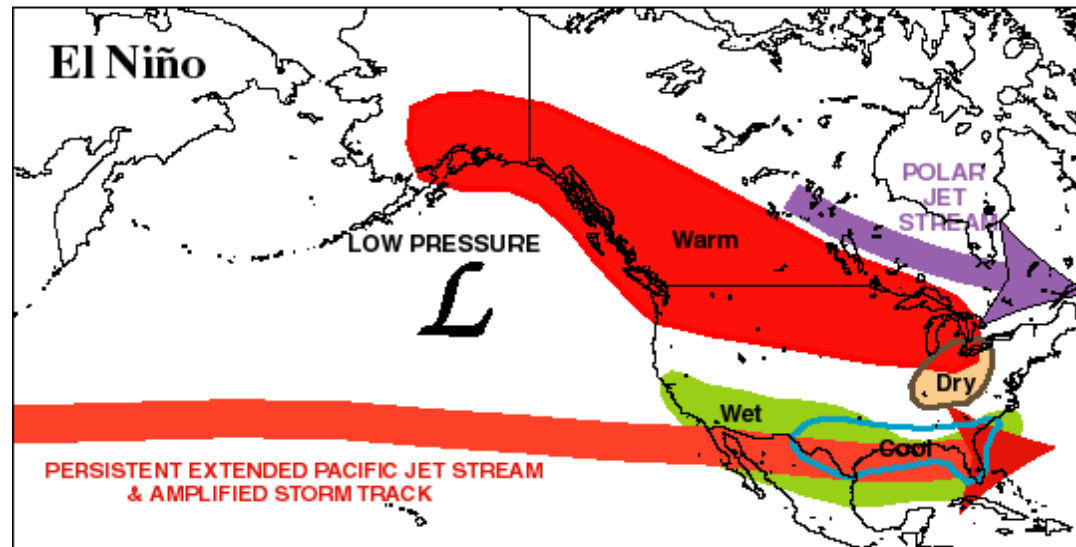 El Niño
POLAR
JET
STREAM
LOW PRESSURE
Warm
L
Dry
Wet
Cool
PERSISTENT EXTENDED PACIFIC JET STREAM
& AMPLIFIED STORM TRACK